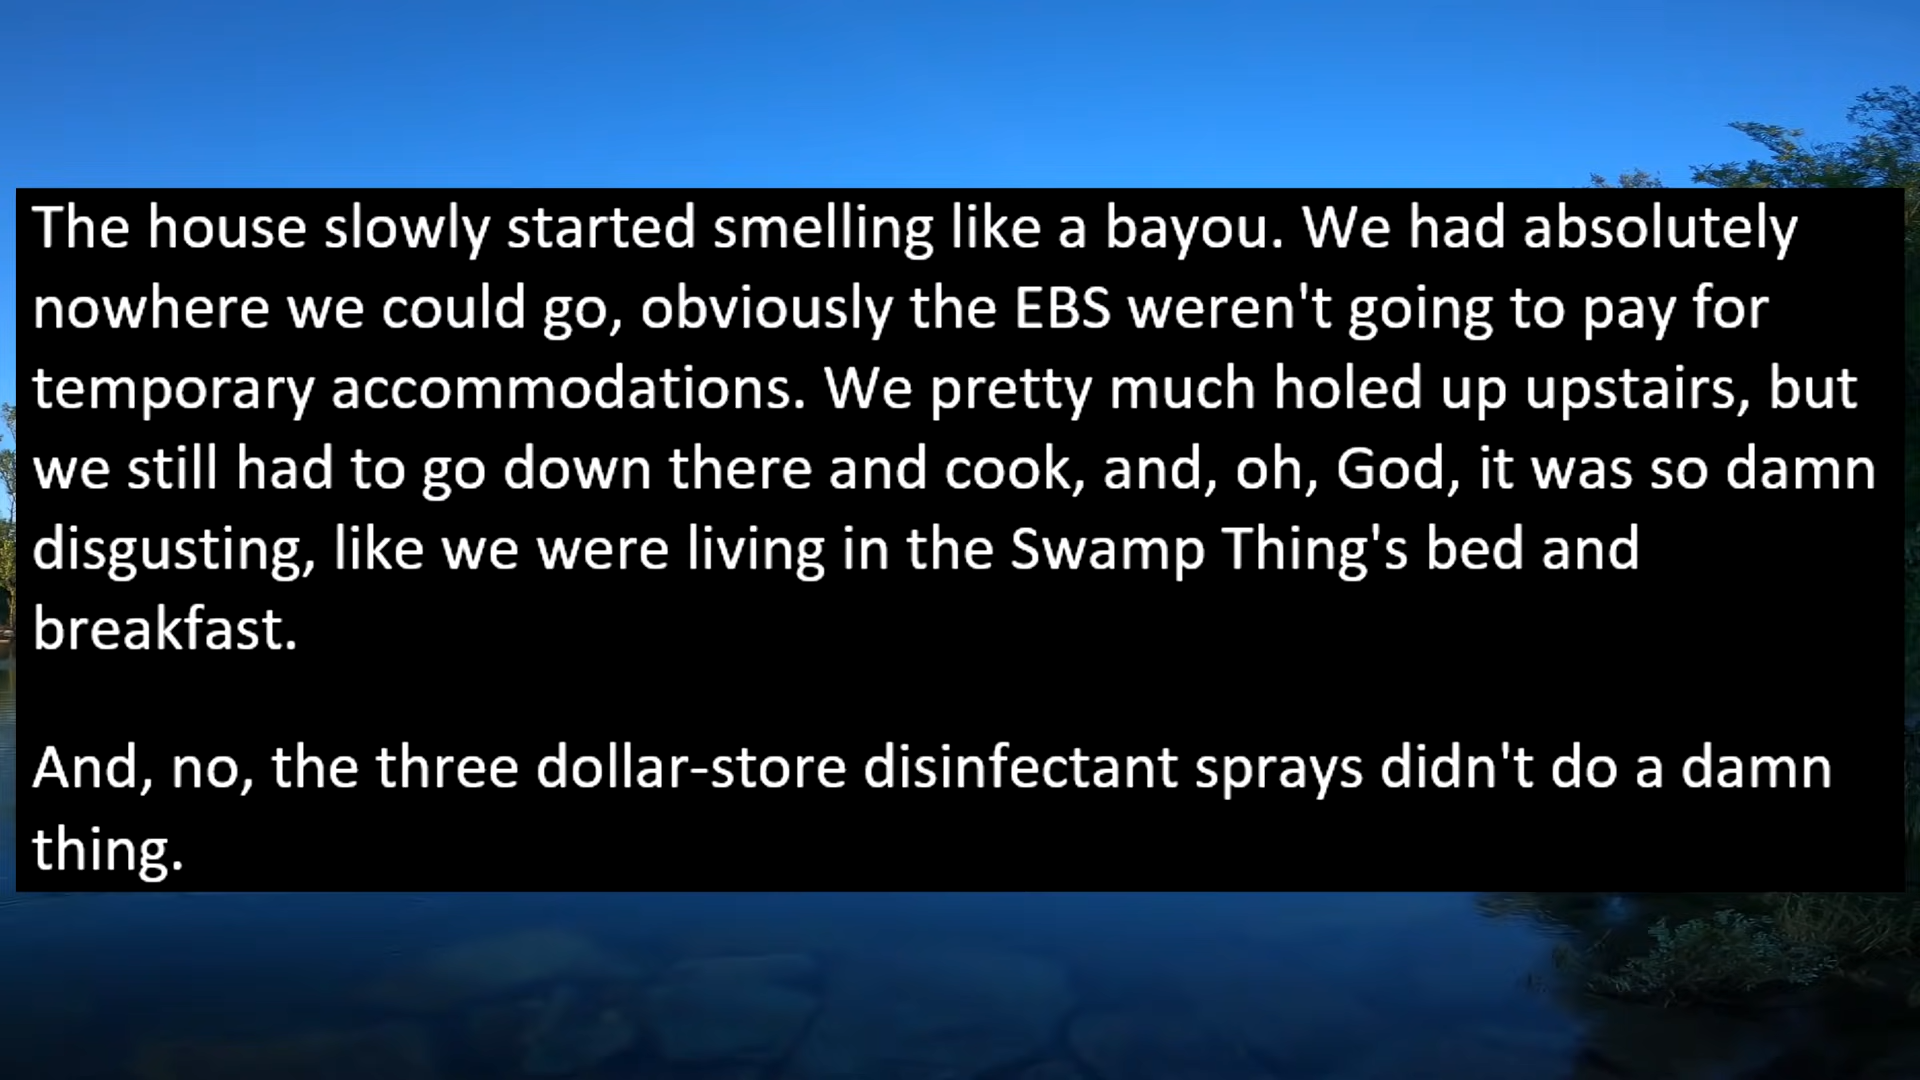 The house slowly started smelling like a bayou. We had absolutely
nowhere we could go, obviously the EBS weren't going to pay for
temporary accommodations. We pretty much holed up upstairs, but
we still had to go down there and cook, and, oh, God, it was so damn
disgusting, like we were living in the Swamp Thing's bed and
breakfast.
And, no, the three dollar-store disinfectant sprays didn't do a damn
thing.